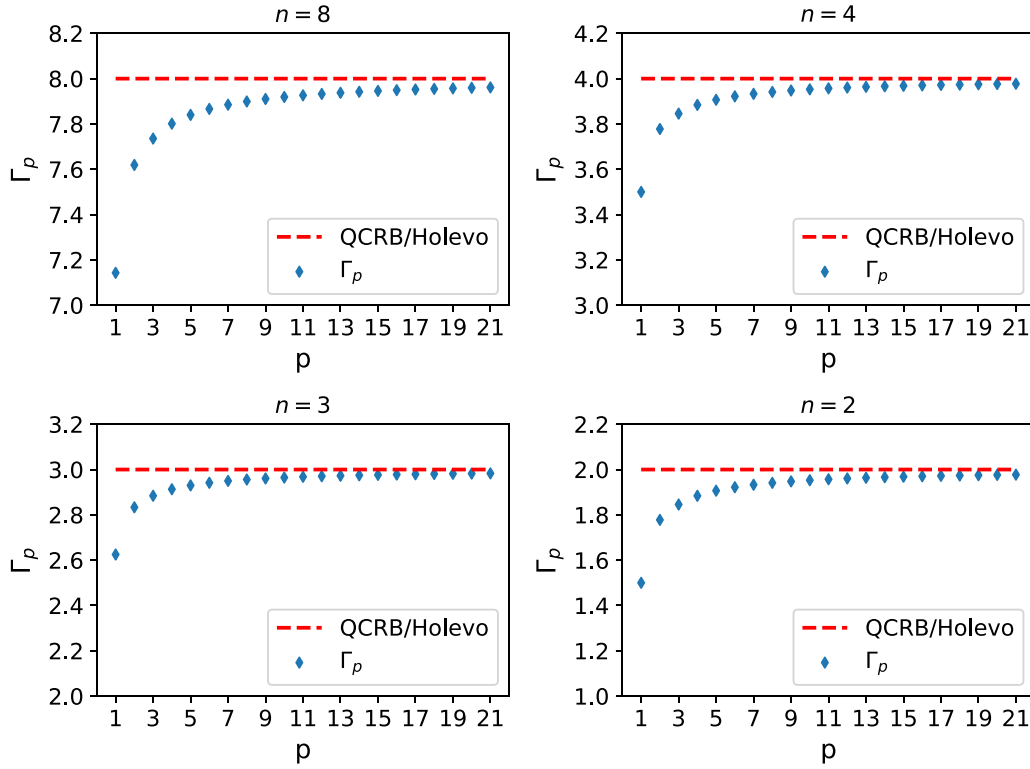 n = 8
8.2
8.0
7.8
7.6
7.4
7.2
7.0
Γp
QCRB/Holevo
Γp
1 3 5 7 9 11 13 15 17 19 21
p
n = 4
4.2
4.0
3.8
3.6
3.4
3.2
3.0
Γp
QCRB/Holevo
Γp
1 3 5 7 9 11 13 15 17 19 21
p
n = 3
3.2
3.0
2.8
2.6
2.4
2.2
2.0
Γp
QCRB/Holevo
Γp
1 3 5 7 9 11 13 15 17 19 21
p
n = 2
2.2
2.0
1.8
1.6
1.4
1.2
1.0
Γp
QCRB/Holevo
Γp
1 3 5 7 9 11 13 15 17 19 21
p